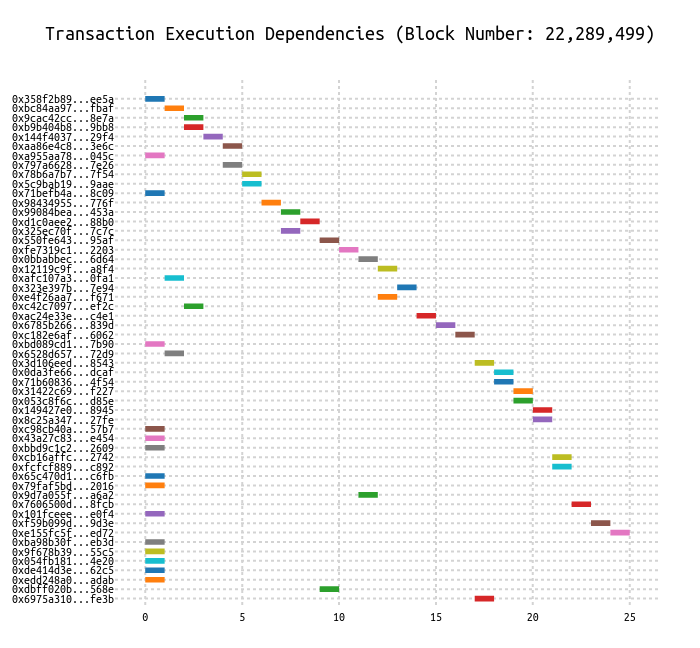 Transaction Execution Dependencies (Block Number: 22,289,499)
0x358f2b89...ee5a
0xbc84aa97...fbaf
0x9cac42cc...8e7a
0xb9b404b8...9bb8
0x144f4037...29f4
0xaa86e4c8...3e6c
0xa955aa78...045c
0x797a6628...7e26
0x78b6a7b7...7f54
0x5c9bab19...9aae
0x71befb4a...8c09
0x98434955...776f
0x99084bea...453a
0xd1c0aee2...88b0
0x325ec70f...7c7c
0x550fe643...95af
0xfe7319c1...2203
0x0bbabbec...6d64
0x12119c9f...a8f4
0xafc107a3...0fa1
0x323e397b...7e94
0xe4f26aa7...f671
0xc42c7097...ef2c
0xac24e33e...c4e1
0x6785b266...839d
0xc182e6af...6062
0xbd089cd1...7b90
0x6528d657...72d9
0x3d106eed...8543
0x0da3fe66...dcaf
0x71b60836...4f54
0x31422c69...f227
0x053c8f6c...d85e
0x149427e0...8945
0x8c25a347...27fe
0xc98cb40a...57b7
0x43a27c83...e454
0xbbd9c1c2...2609
0xcb16affc...2742
0xfcfcf889...c892
0x65c470d1...c6fb
0x79faf5bd...2016
0x9d7a055f...a6a2
0x7606500d...8fcb
0x101fceee...e0f4
0xf59b099d...9d3e
0xe155fc5f...ed72
0xba98b30f...eb3d
0x9f678b39...55c5
0x054fb181...4e20
0xde414d3e...62c5
0xedd248a0...adab
0xdbff020b...568e
0x6975a310...fe3b
0 5 10 15 20 25